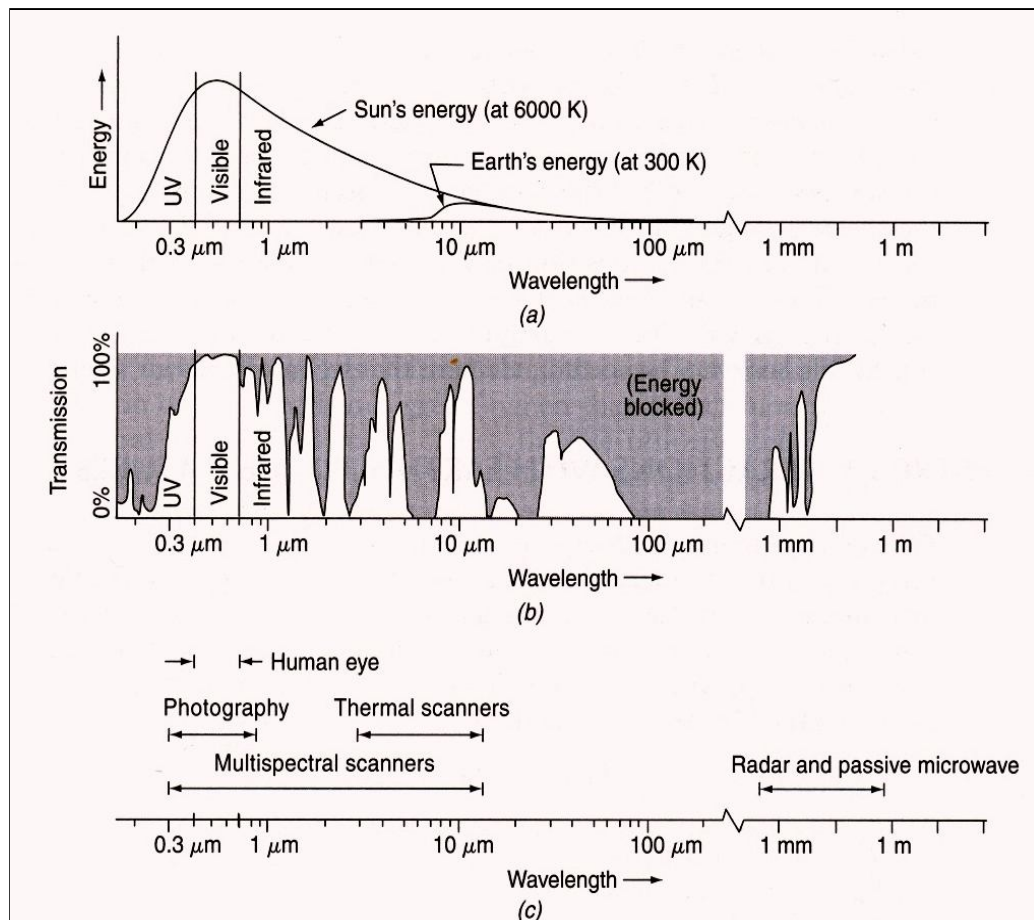 Energy
UV
Visible
Infrared
Sun's energy (at 6000 K)
Earth's energy (at 300 K)
0.3 μm
1 μm
10 μm
100 μm
1 mm
1 m
Wavelength
(a)
Transmission
100%
0%
UV
Visible
Infrared
(Energy
blocked)
0.3 μm
1 μm
10 μm
100 μm
1 mm
1 m
Wavelength
(b)
Human eye
Photography
Thermal scanners
Multispectral scanners
Radar and passive microwave
0.3 μm
1 μm
10 μm
100 μm
1 mm
1 m
Wavelength
(c)